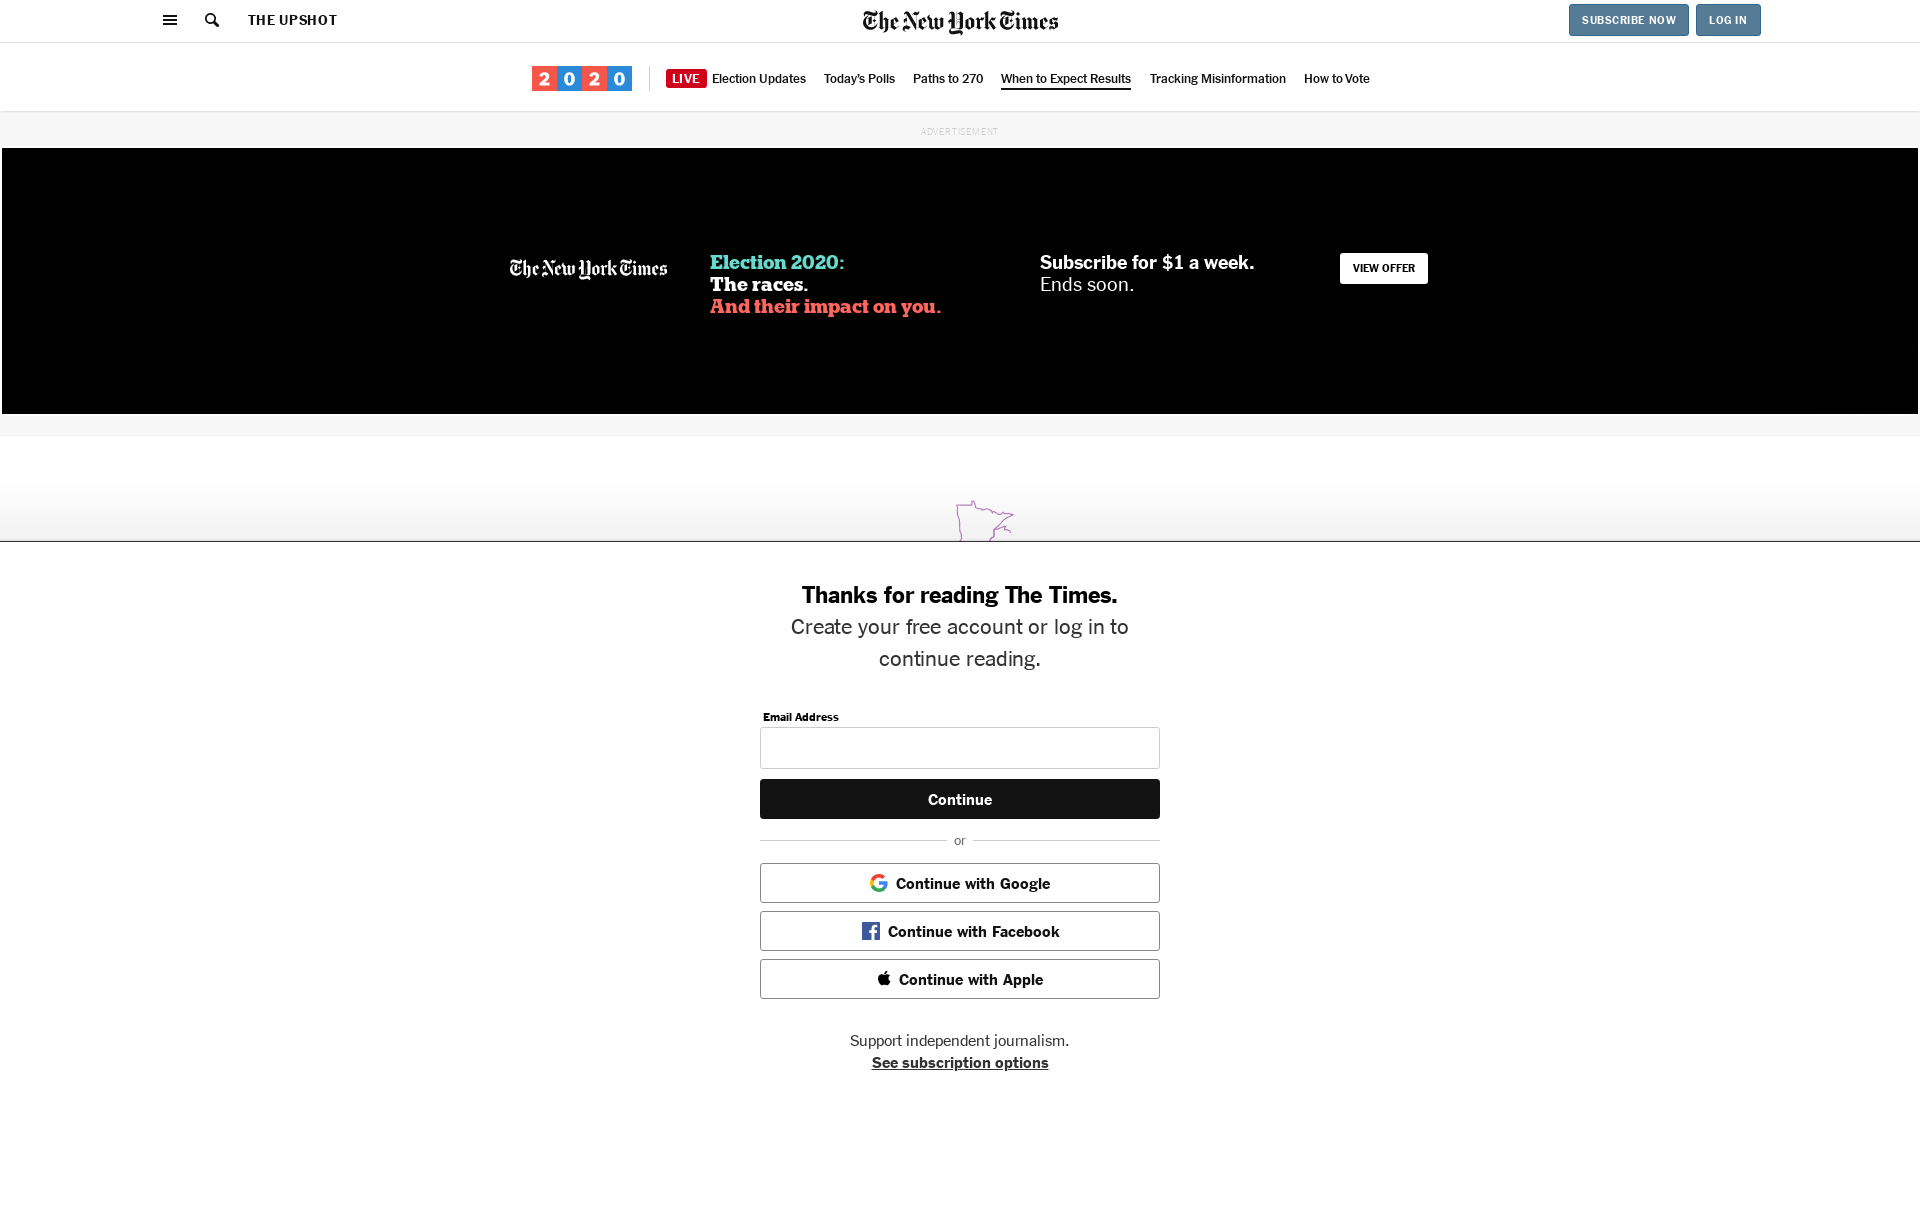 THE UPSHOT
The New York Times
SUBSCRIBE NOW
LOG IN
2020
LIVE Election Updates
Today's Polls
Paths to 270
When to Expect Results
Tracking Misinformation
How to Vote
ADVERTISEMENT
The New York Times
Election 2020:
The races.
And their impact on you.
Subscribe for $1 a week.
Ends soon.
VIEW OFFER
Thanks for reading The Times.
Create your free account or log in to
continue reading.
Email Address
Continue
or
Continue with Google
Continue with Facebook
Continue with Apple
Support independent journalism.
See subscription options